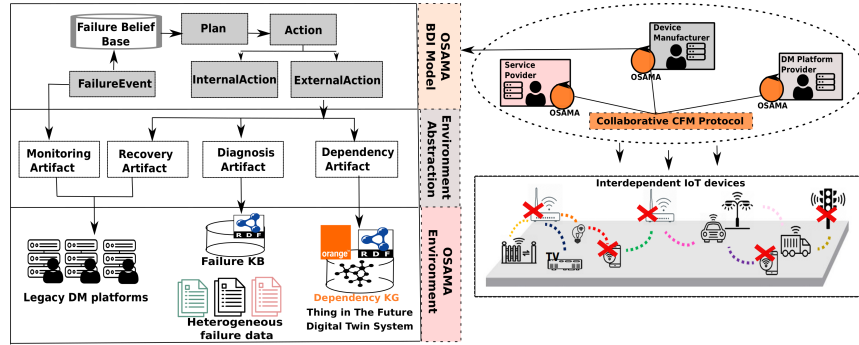 Failure Belief
Base
Plan
Action
FailureEvent
InternalAction
ExternalAction
OSAMA
BDI Model
Monitoring
Artifact
Recovery
Artifact
Diagnosis
Artifact
Dependency
Artifact
Environment
Abstraction
Legacy DM platforms
RDF
Failure KB
Heterogeneous
failure data
orange
RDF
Dependency KG
Thing in The Future
Digital Twin System
OSAMA
Environment
Device
Manufacturer
OSAMA
Service
Povider
OSAMA
DM Platform
Provider
OSAMA
Collaborative CFM Protocol
Interdependent IoT devices
TV